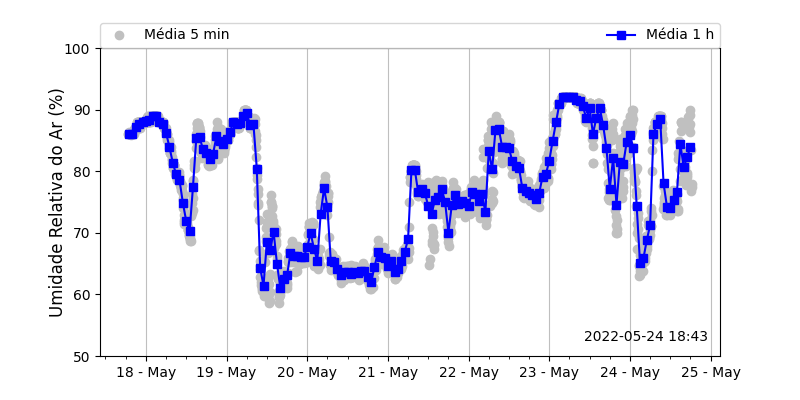 Média 5 min
Média 1 h
Umidade Relativa do Ar (%)
100
90
80
70
60
50
2022-05-24 18:43
18 - May
19 - May
20 - May
21 - May
22 - May
23 - May
24 - May
25 - May